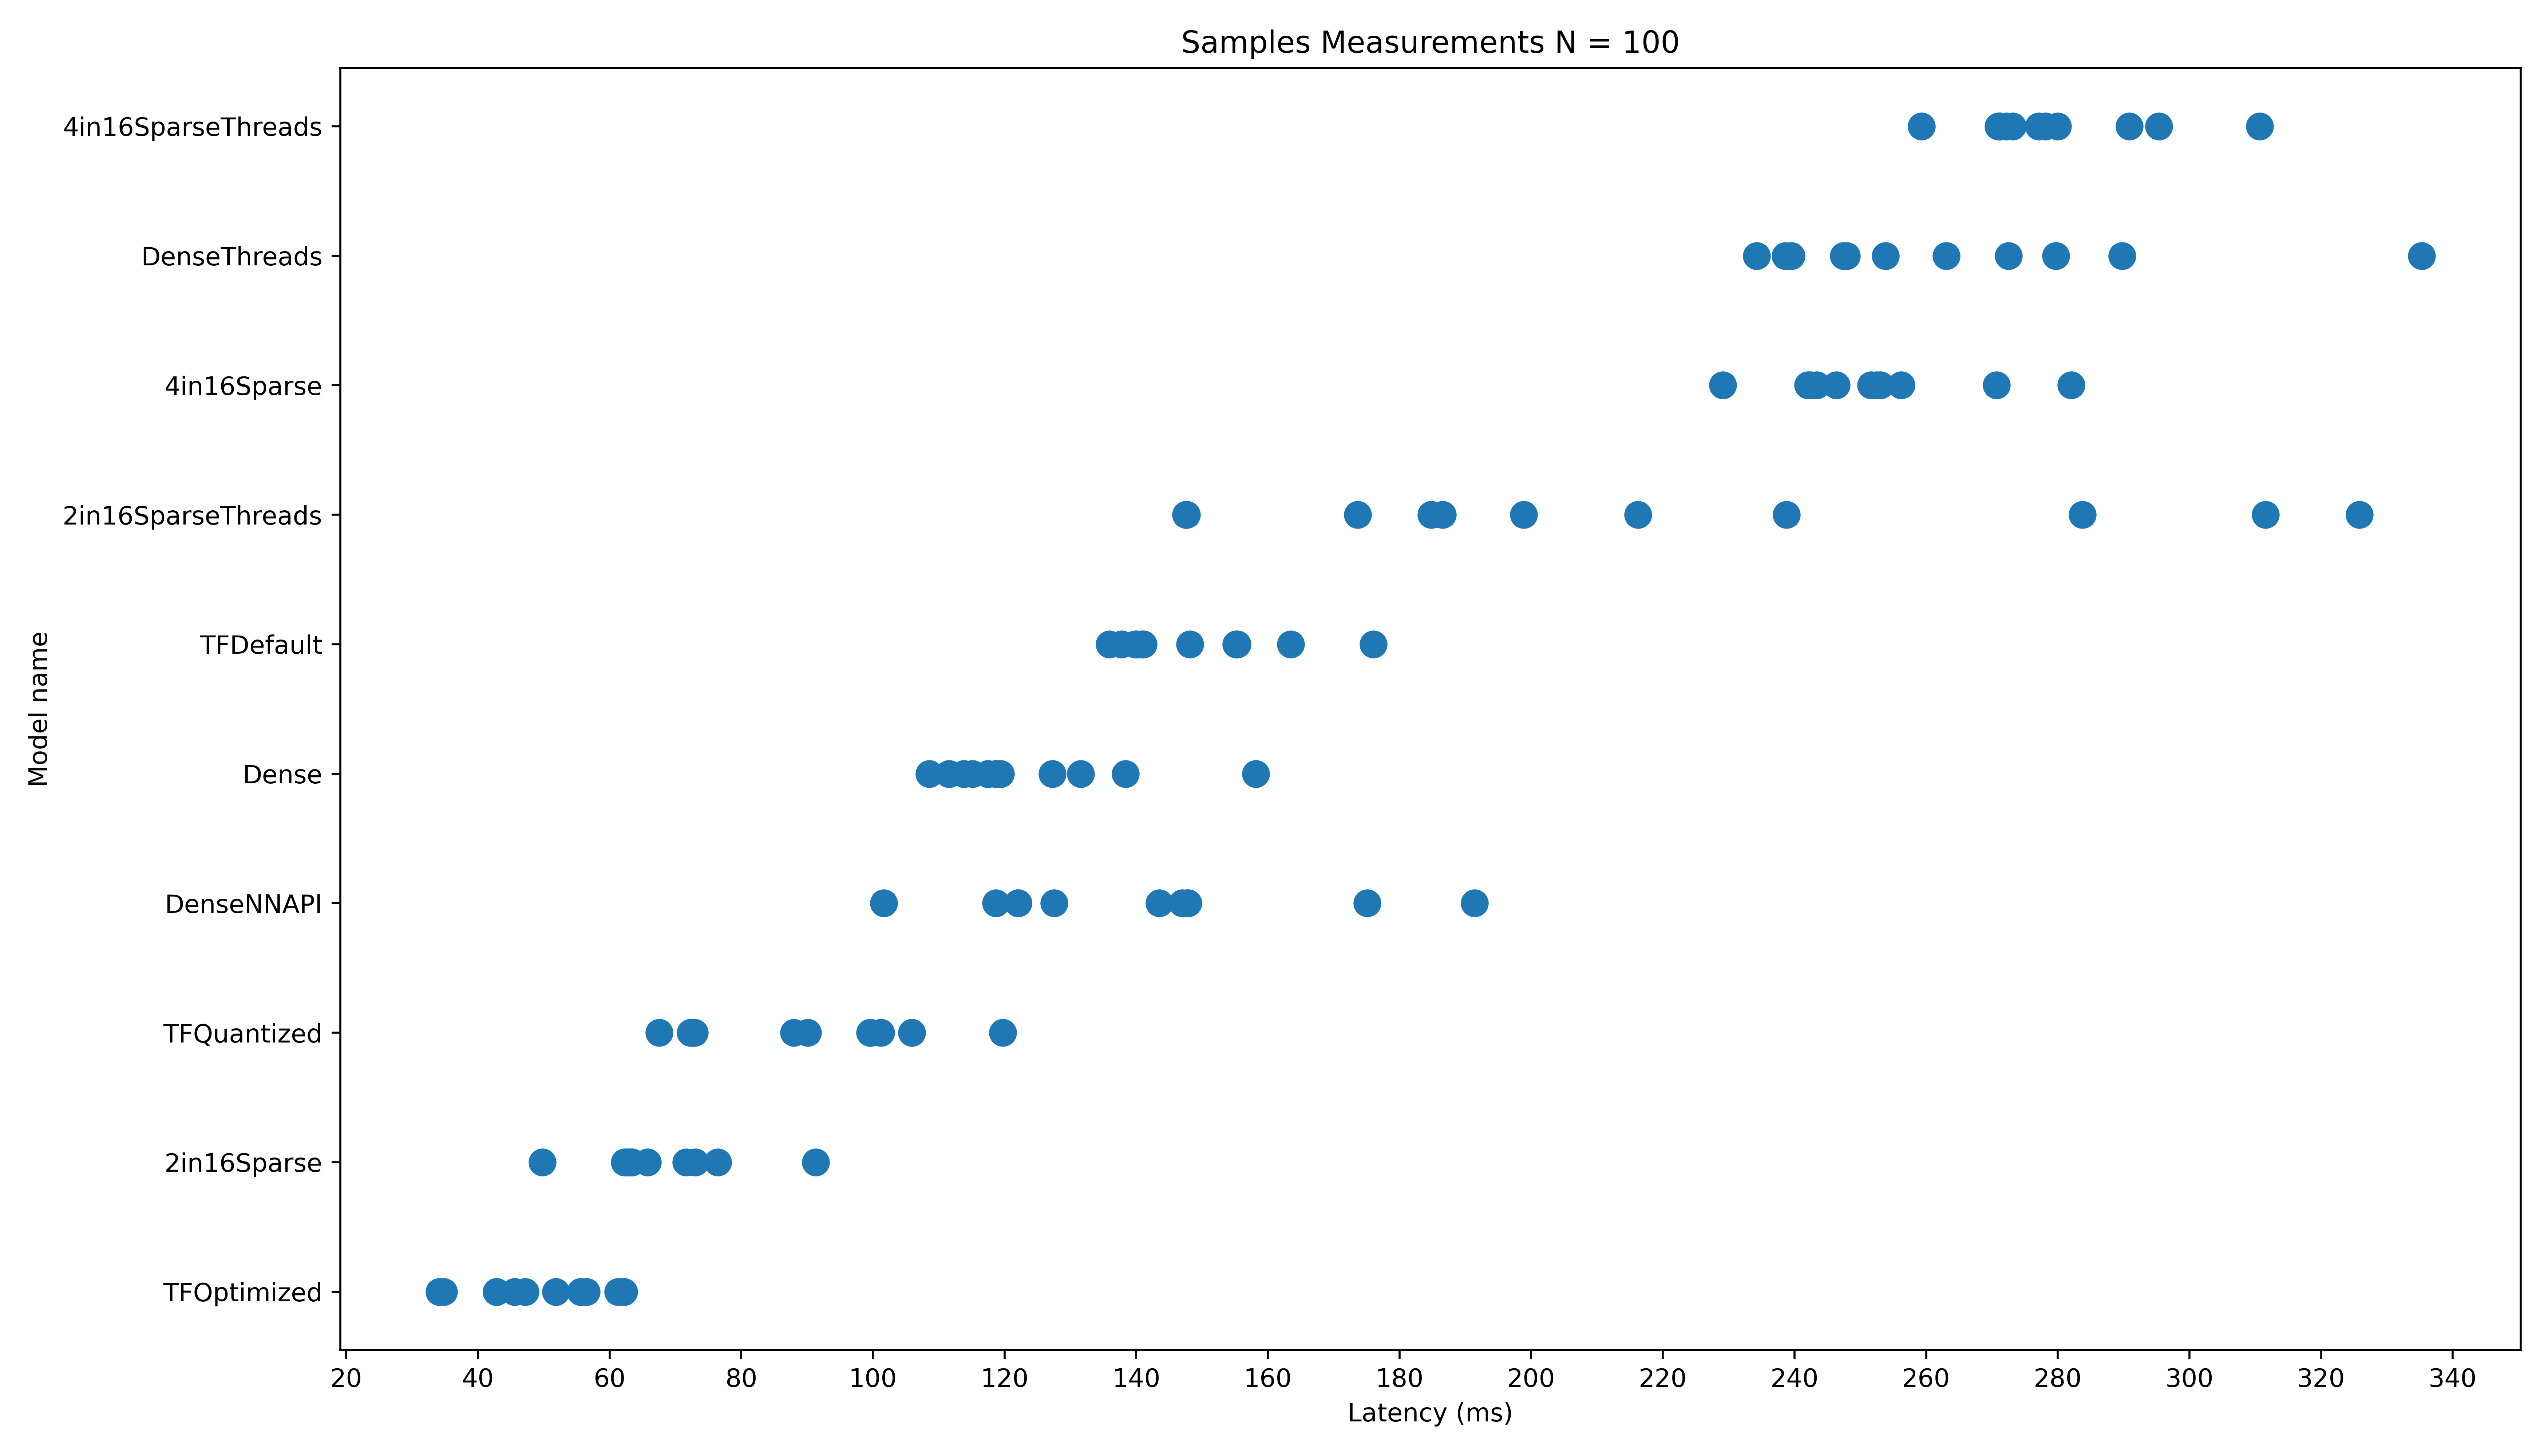 Samples Measurements N = 100
4in16SparseThreads
DenseThreads
4in16Sparse
2in16SparseThreads
TFDefault
Dense
DenseNNAPI
TFQuantized
2in16Sparse
TFOptimized
Model name
20 40 60 80 100 120 140 160 180 200 220 240 260 280 300 320 340
Latency (ms)